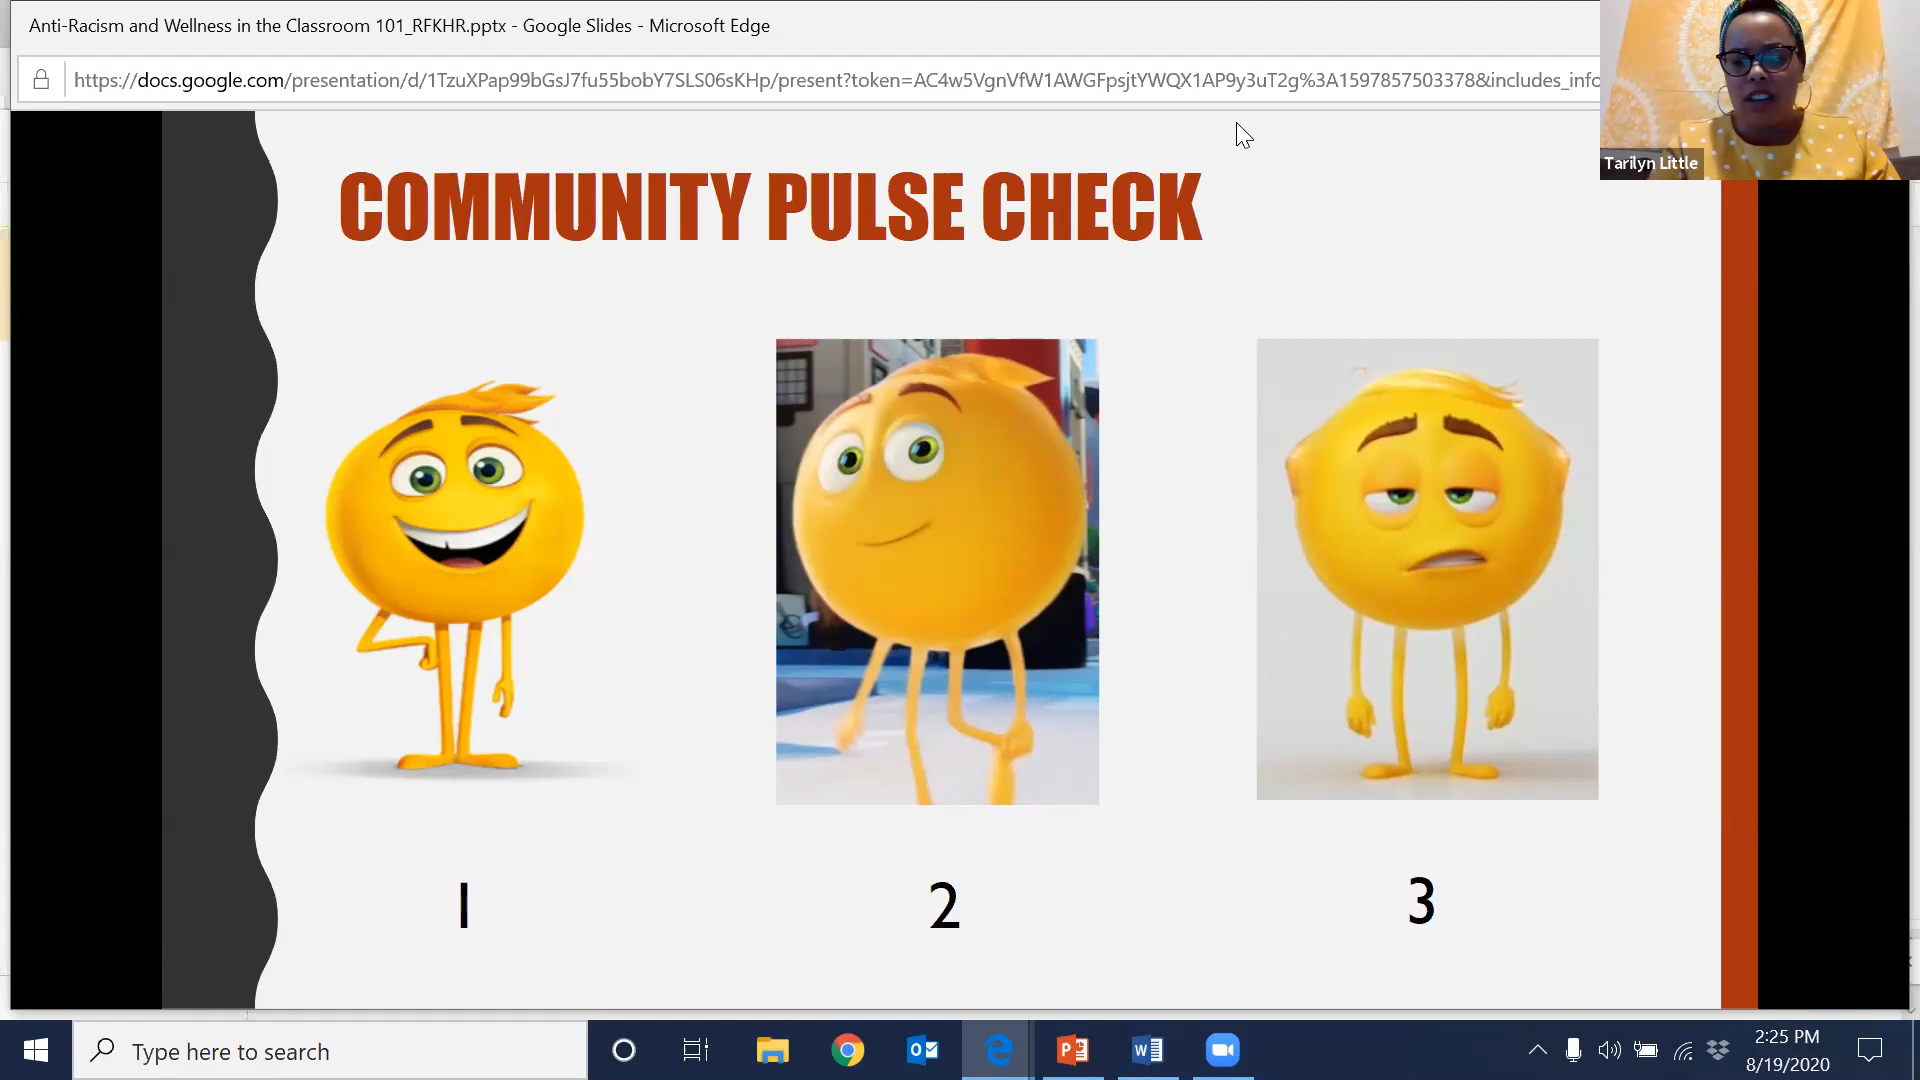 Anti-Racism and Wellness in the Classroom 101_RFKHR.pptx - Google Slides - Microsoft Edge
https://docs.google.com/presentation/d/1TzuXPap99bGsJ7fu55bobY7SLS06sKHp/present?token=AC4w5VgnVfW1AWGFpsjtYWQX1AP9y3uT2g%3A1597857503378&includes_info
Tarilyn Little
COMMUNITY PULSE CHECK
1
2
3
Type here to search
2:25 PM
8/19/2020